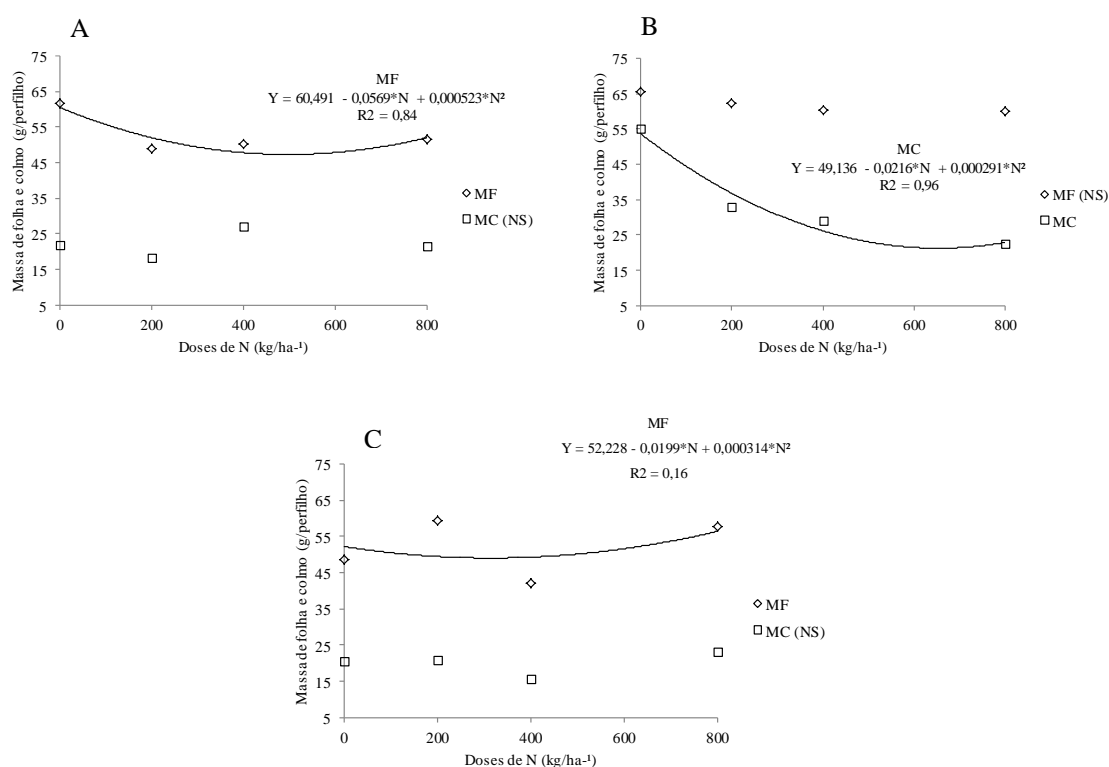 A
75
65
55
45
35
25
15
5
0
200
400
600
800
Massa de folha e colmo (g/perfilho)
Doses de N (kg/ha-¹)
MF
Y = 60,491 - 0,0569*N + 0,000523*N²
R2 = 0,84
MF
MC (NS)
B
75
65
55
45
35
25
15
5
0
200
400
600
800
Massa de folha e colmo (g/perfilho)
Doses de N (kg/ha-¹)
MC
Y = 49,136 - 0,0216*N + 0,000291*N²
R2 = 0,96
MF (NS)
MC
C
75
65
55
45
35
25
15
5
0
200
400
600
800
Massa de folha e colmo (g/perfilho)
Doses de N (kg/ha-¹)
MF
Y = 52,228 - 0,0199*N + 0,000314*N²
R2 = 0,16
MF
MC (NS)